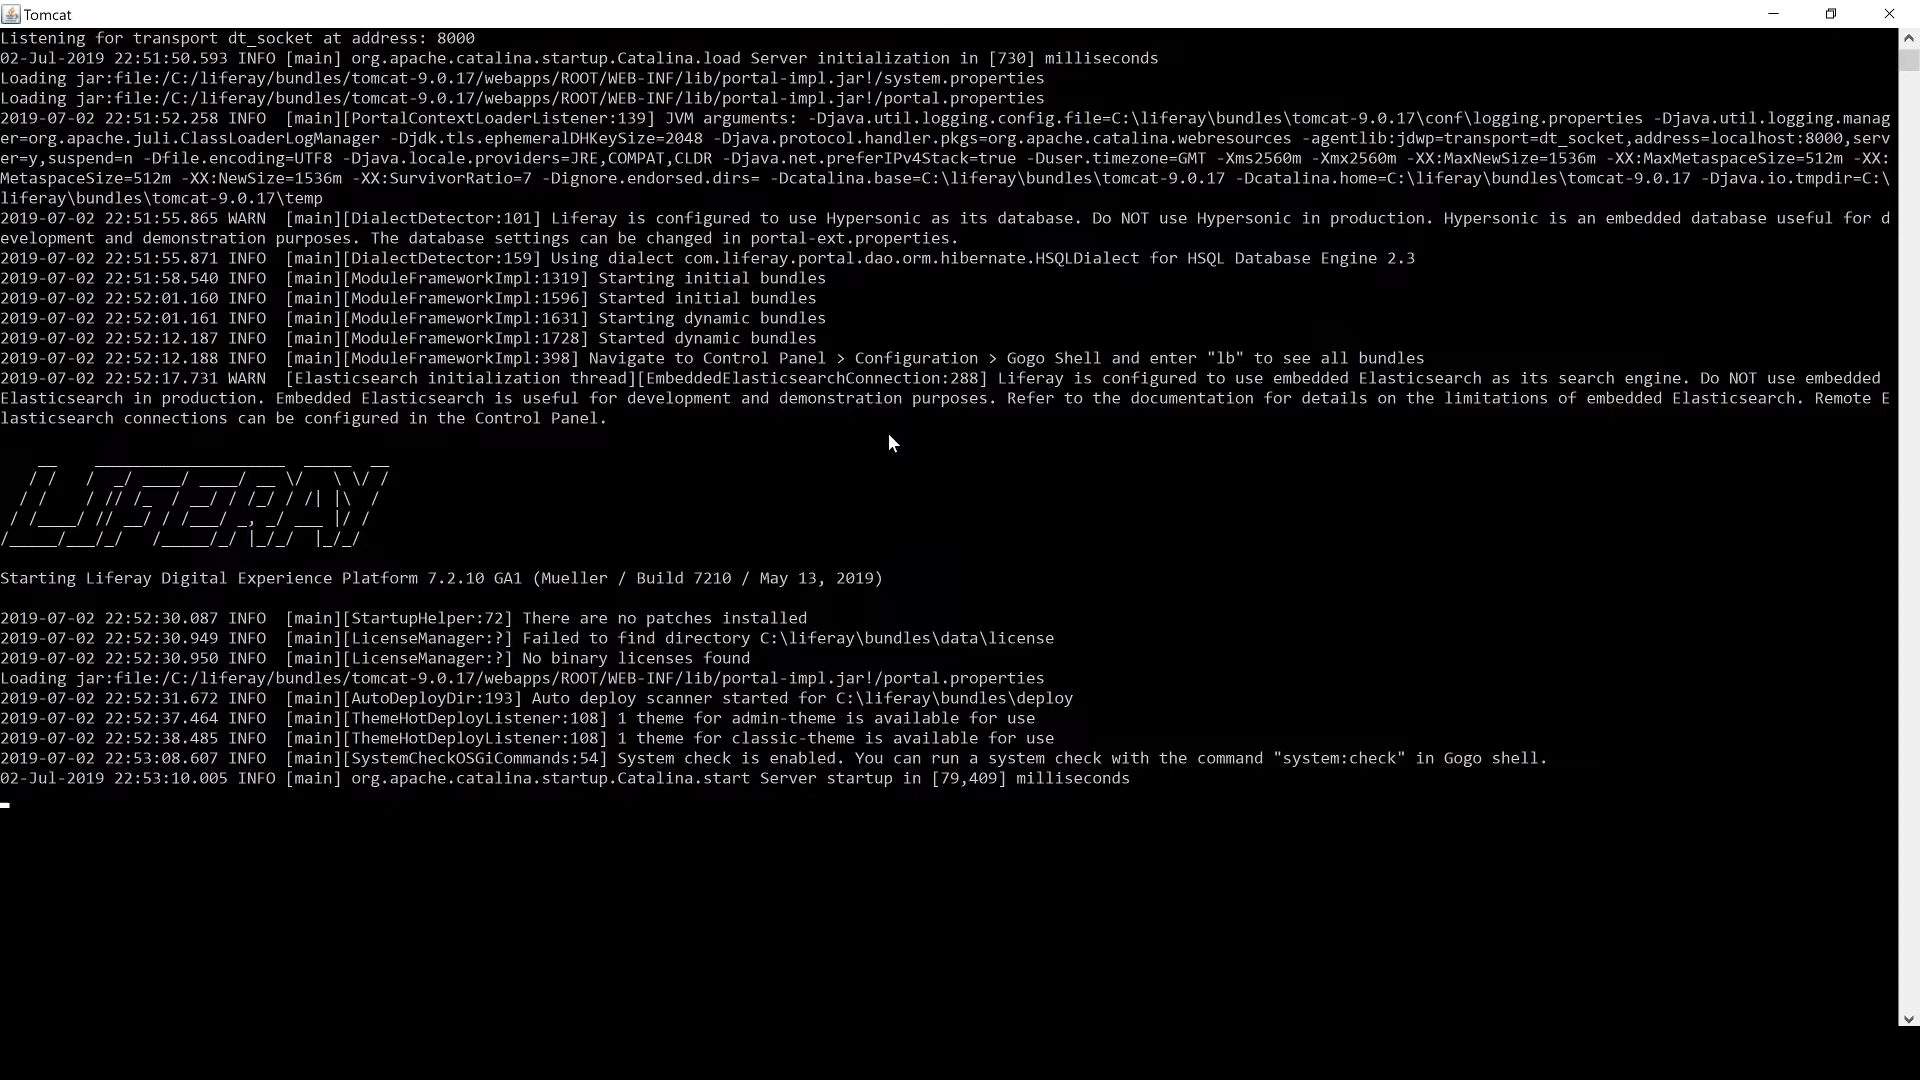 Tomcat
Listening for transport dt_socket at address: 8000
02-Jul-2019 22:51:50.593 INFO [main] org.apache.catalina.startup.Catalina.load Server initialization in [730] milliseconds
Loading jar:file:/C:/liferay/bundles/tomcat-9.0.17/webapps/ROOT/WEB-INF/lib/portal-impl.jar!/system.properties
Loading jar:file:/C:/liferay/bundles/tomcat-9.0.17/webapps/ROOT/WEB-INF/lib/portal-impl.jar!/portal.properties
2019-07-02 22:51:52.258 INFO  [main][PortalContextLoaderListener:139] JVM arguments: -Djava.util.logging.config.file=C:\liferay\bundles\tomcat-9.0.17\conf\logging.properties -Djava.util.logging.manag
er=org.apache.juli.ClassLoaderLogManager -Djdk.tls.ephemeralDHKeySize=2048 -Djava.protocol.handler.pkgs=org.apache.catalina.webresources -agentlib:jdwp=transport=dt_socket,address=localhost:8000,serv
er=y,suspend=n -Dfile.encoding=UTF8 -Djava.locale.providers=JRE,COMPAT,CLDR -Djava.net.preferIPv4Stack=true -Duser.timezone=GMT -Xms2560m -Xmx2560m -XX:MaxNewSize=1536m -XX:MaxMetaspaceSize=512m -XX:
MetaspaceSize=512m -XX:NewSize=1536m -XX:SurvivorRatio=7 -Dignore.endorsed.dirs= -Dcatalina.base=C:\liferay\bundles\tomcat-9.0.17 -Dcatalina.home=C:\liferay\bundles\tomcat-9.0.17 -Djava.io.tmpdir=C:\
liferay\bundles\tomcat-9.0.17\temp
2019-07-02 22:51:55.865 WARN  [main][DialectDetector:101] Liferay is configured to use Hypersonic as its database. Do NOT use Hypersonic in production. Hypersonic is an embedded database useful for d
evelopment and demonstration purposes. The database settings can be changed in portal-ext.properties.
2019-07-02 22:51:55.871 INFO  [main][DialectDetector:159] Using dialect com.liferay.portal.dao.orm.hibernate.HSQLDialect for HSQL Database Engine 2.3
2019-07-02 22:51:58.540 INFO  [main][ModuleFrameworkImpl:1319] Starting initial bundles
2019-07-02 22:52:01.160 INFO  [main][ModuleFrameworkImpl:1596] Started initial bundles
2019-07-02 22:52:01.161 INFO  [main][ModuleFrameworkImpl:1631] Starting dynamic bundles
2019-07-02 22:52:12.187 INFO  [main][ModuleFrameworkImpl:1728] Started dynamic bundles
2019-07-02 22:52:12.188 INFO  [main][ModuleFrameworkImpl:398] Navigate to Control Panel > Configuration > Gogo Shell and enter "lb" to see all bundles
2019-07-02 22:52:17.731 WARN  [Elasticsearch initialization thread][EmbeddedElasticsearchConnection:288] Liferay is configured to use embedded Elasticsearch as its search engine. Do NOT use embedded
Elasticsearch in production. Embedded Elasticsearch is useful for development and demonstration purposes. Refer to the documentation for details on the limitations of embedded Elasticsearch. Remote E
lasticsearch connections can be configured in the Control Panel.
LIFERAY
Starting Liferay Digital Experience Platform 7.2.10 GA1 (Mueller / Build 7210 / May 13, 2019)
2019-07-02 22:52:30.087 INFO  [main][StartupHelper:72] There are no patches installed
2019-07-02 22:52:30.949 INFO  [main][LicenseManager:?] Failed to find directory C:\liferay\bundles\data\license
2019-07-02 22:52:30.950 INFO  [main][LicenseManager:?] No binary licenses found
Loading jar:file:/C:/liferay/bundles/tomcat-9.0.17/webapps/ROOT/WEB-INF/lib/portal-impl.jar!/portal.properties
2019-07-02 22:52:31.672 INFO  [main][AutoDeployDir:193] Auto deploy scanner started for C:\liferay\bundles\deploy
2019-07-02 22:52:37.464 INFO  [main][ThemeHotDeployListener:108] 1 theme for admin-theme is available for use
2019-07-02 22:52:38.485 INFO  [main][ThemeHotDeployListener:108] 1 theme for classic-theme is available for use
2019-07-02 22:53:08.607 INFO  [main][SystemCheckOSGiCommands:54] System check is enabled. You can run a system check with the command "system:check" in Gogo shell.
02-Jul-2019 22:53:10.005 INFO [main] org.apache.catalina.startup.Catalina.start Server startup in [79,409] milliseconds